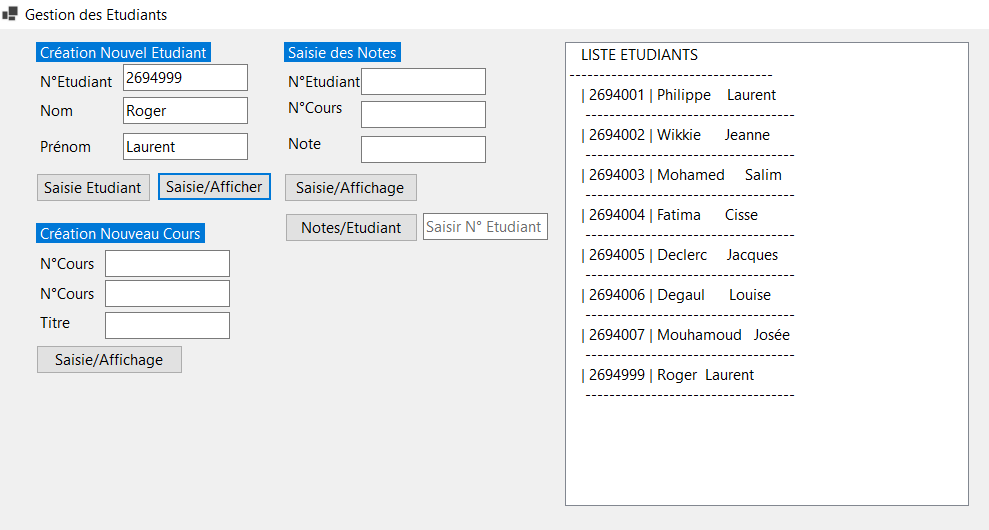 Gestion des Etudiants
Création Nouvel Etudiant
N°Etudiant 2694999
Nom Roger
Prénom Laurent
Saisie Etudiant Saisie/Afficher
Création Nouveau Cours
N°Cours
N°Cours
Titre
Saisie/Affichage
Saisie des Notes
N°Etudiant
N°Cours
Note
Saisie/Affichage
Notes/Etudiant Saisir N° Etudiant
LISTE ETUDIANTS
-----------------------------------
| 2694001 | Philippe Laurent
-----------------------------------
| 2694002 | Wikkie Jeanne
-----------------------------------
| 2694003 | Mohamed Salim
-----------------------------------
| 2694004 | Fatima Cisse
-----------------------------------
| 2694005 | Declerc Jacques
-----------------------------------
| 2694006 | Degaul Louise
-----------------------------------
| 2694007 | Mouhamoud Josée
-----------------------------------
| 2694999 | Roger Laurent
-----------------------------------